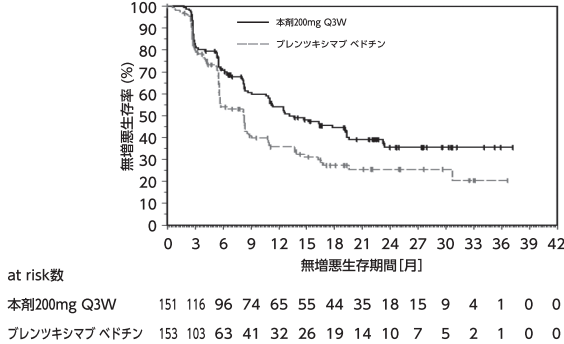 100
90
80
70
60
50
40
30
20
10
0
無増悪生存率 (%)
本剤200mg Q3W
ブレンツキシマブ ベドチン
0 3 6 9 12 15 18 21 24 27 30 33 36 39 42
無増悪生存期間[月]
at risk数
本剤200mg Q3W 151 116 96 74 65 55 44 35 18 15 9 4 1 0 0
ブレンツキシマブ ベドチン 153 103 63 41 32 26 19 14 10 7 5 2 1 0 0